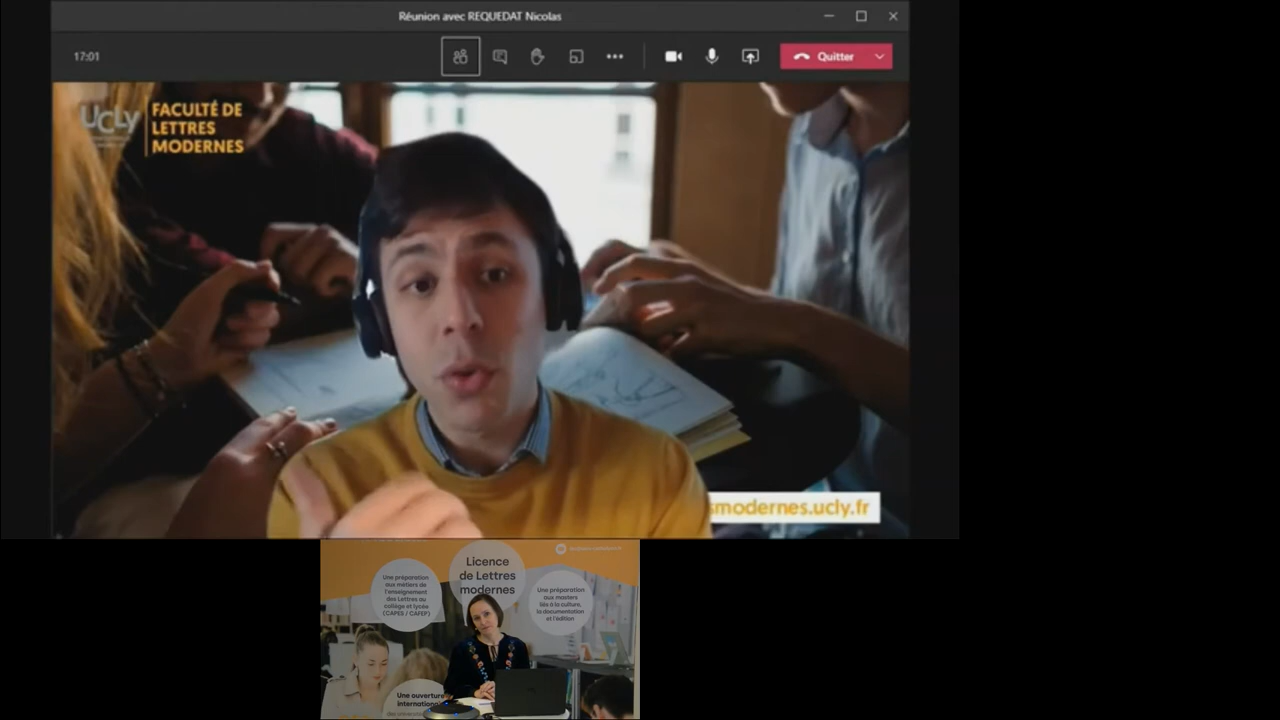 Réunion avec REQUEDAT Nicolas
17:01
Quitter
UCLy
FACULTÉ DE
LETTRES
MODERNES
smodernes.ucly.fr
Licence
de Lettres
modernes
Une préparation
aux métiers de
l'enseignement
des Lettres au
collège et lycée
(CAPES / CAFEP)
Une préparation
aux masters
liés à la culture,
la documentation
et l'édition
Une ouverture
internationa